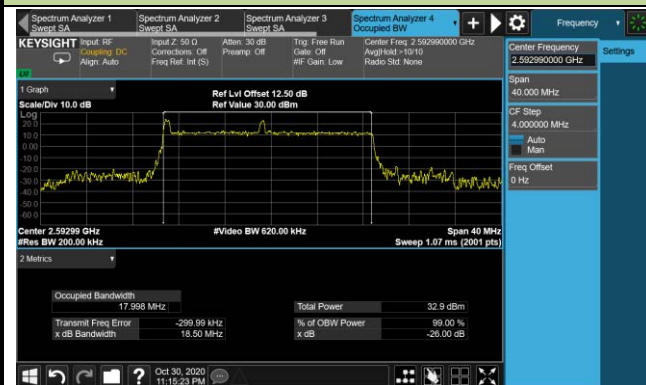 Spectrum Analyzer 1
Swept SA
Spectrum Analyzer 2
Swept SA
Spectrum Analyzer 3
Swept SA
Spectrum Analyzer 4
Occupied BW
Frequency
KEYSIGHT
Input: RF
Coupling: DC
Align: Auto
Input Z: 50 Ω
Corrections: Off
Freq Ref: Int (S)
Atten: 30 dB
Preamp: Off
Trig: Free Run
Gate: Off
#IF Gain: Low
Center Freq: 2.592990000 GHz
Avg|Hold:>10/10
Radio Std: None
Center Frequency
2.592990000 GHz
Settings
Span
40.000 MHz
CF Step
4.000000 MHz
Auto
Man
Freq Offset
0 Hz
1 Graph
Scale/Div 10.0 dB
Ref Lvl Offset 12.50 dB
Ref Value 30.00 dBm
Log
20.0
10.0
0.00
-10.0
-20.0
-30.0
-40.0
-50.0
-60.0
Center 2.59299 GHz
#Video BW 620.00 kHz
Span 40 MHz
#Res BW 200.00 kHz
Sweep 1.07 ms (2001 pts)
2 Metrics
Occupied Bandwidth
17.998 MHz
Total Power
32.9 dBm
Transmit Freq Error
-299.99 kHz
% of OBW Power
99.00 %
x dB Bandwidth
18.50 MHz
x dB
-26.00 dB
Oct 30, 2020
11:15:23 PM